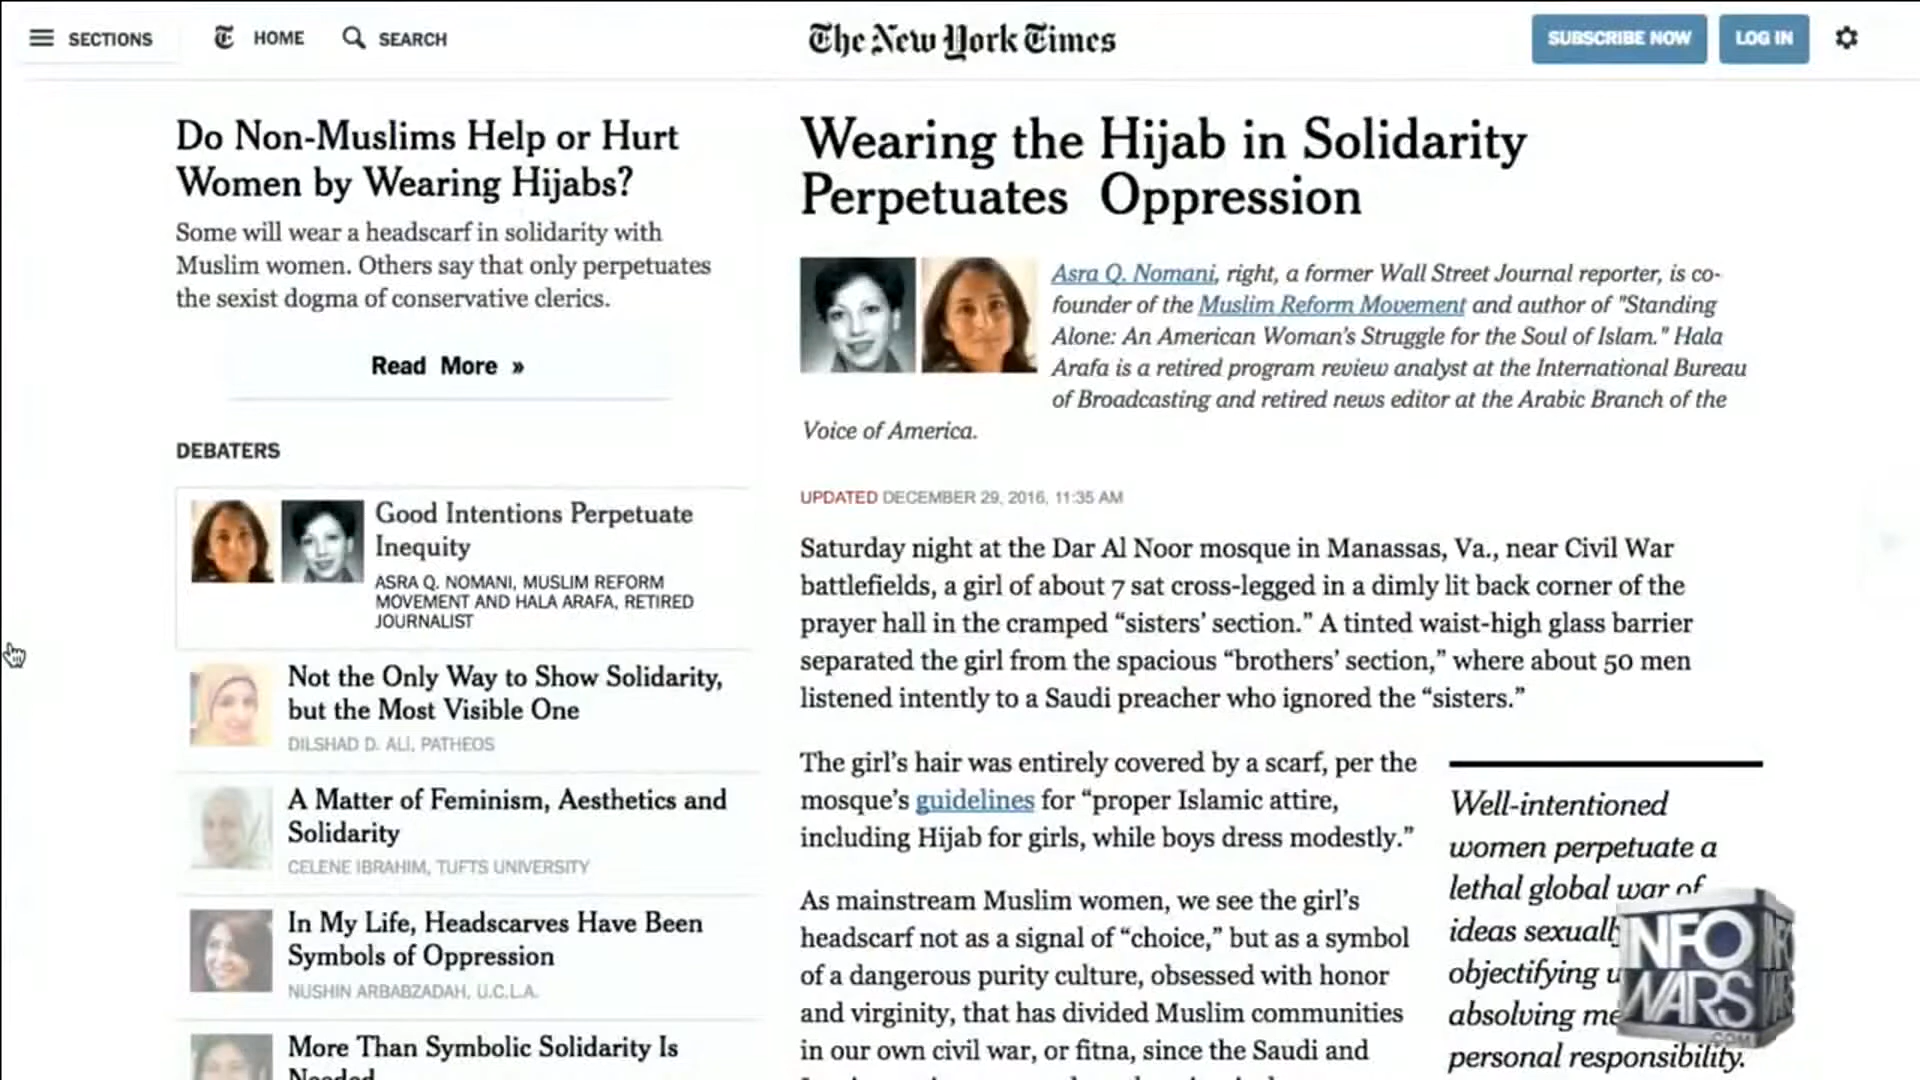 SECTIONS
HOME
SEARCH
The New York Times
SUBSCRIBE NOW
LOG IN
Do Non-Muslims Help or Hurt
Women by Wearing Hijabs?
Some will wear a headscarf in solidarity with
Muslim women. Others say that only perpetuates
the sexist dogma of conservative clerics.
Read More »
DEBATERS
Good Intentions Perpetuate
Inequity
ASRA Q. NOMANI, MUSLIM REFORM
MOVEMENT AND HALA ARAFA, RETIRED
JOURNALIST
Not the Only Way to Show Solidarity,
but the Most Visible One
DILSHAD D. ALI, PATHEOS
A Matter of Feminism, Aesthetics and
Solidarity
CELENE IBRAHIM, TUFTS UNIVERSITY
In My Life, Headscarves Have Been
Symbols of Oppression
NUSHIN ARBABZADAH, U.C.L.A.
More Than Symbolic Solidarity Is
Needed
Wearing the Hijab in Solidarity
Perpetuates Oppression
Asra Q. Nomani, right, a former Wall Street Journal reporter, is co-
founder of the Muslim Reform Movement and author of "Standing
Alone: An American Woman's Struggle for the Soul of Islam." Hala
Arafa is a retired program review analyst at the International Bureau
of Broadcasting and retired news editor at the Arabic Branch of the
Voice of America.
UPDATED DECEMBER 29, 2016, 11:35 AM
Saturday night at the Dar Al Noor mosque in Manassas, Va., near Civil War
battlefields, a girl of about 7 sat cross-legged in a dimly lit back corner of the
prayer hall in the cramped “sisters’ section.” A tinted waist-high glass barrier
separated the girl from the spacious “brothers’ section,” where about 50 men
listened intently to a Saudi preacher who ignored the “sisters.”
The girl’s hair was entirely covered by a scarf, per the
mosque’s guidelines for “proper Islamic attire,
including Hijab for girls, while boys dress modestly.”
As mainstream Muslim women, we see the girl’s
headscarf not as a signal of “choice,” but as a symbol
of a dangerous purity culture, obsessed with honor
and virginity, that has divided Muslim communities
in our own civil war, or fitna, since the Saudi and
Well-intentioned
women perpetuate a
lethal global war of
ideas sexually
objectifying
absolving
personal responsibility.
INFO
WARS
.COM